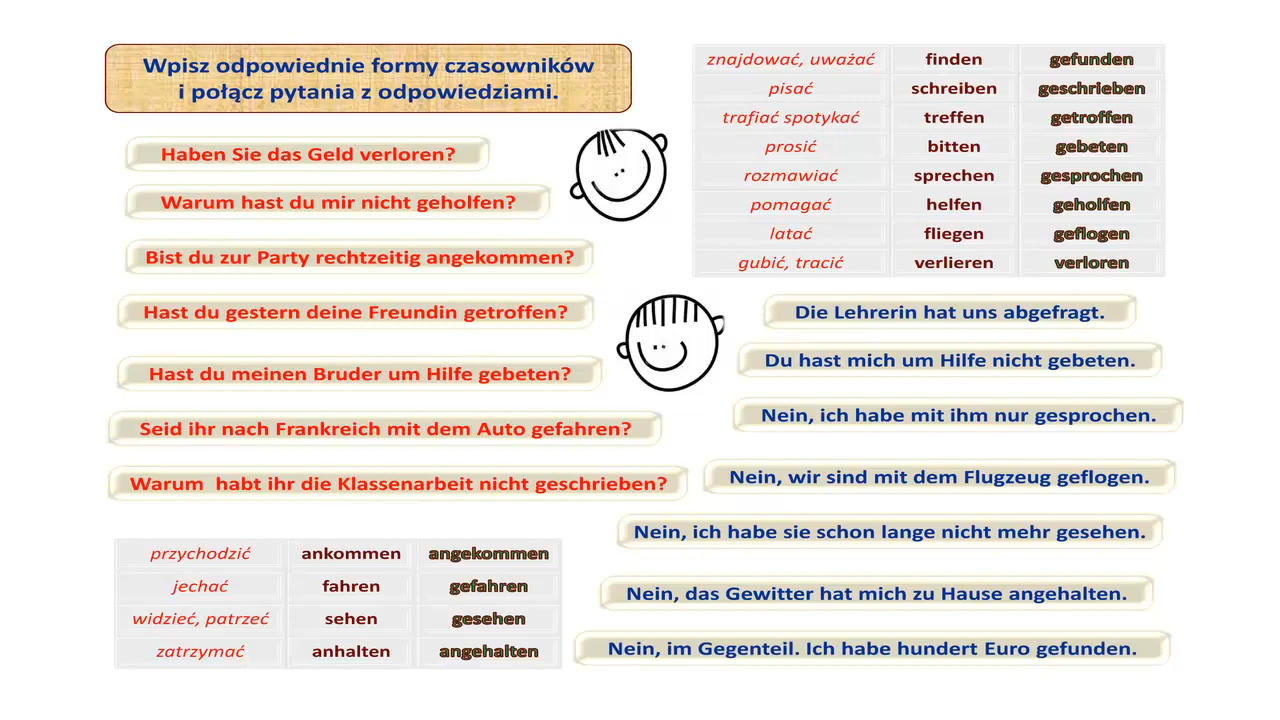 Wpisz odpowiednie formy czasowników
i połącz pytania z odpowiedziami.
Haben Sie das Geld verloren?
Warum hast du mir nicht geholfen?
Bist du zur Party rechtzeitig angekommen?
Hast du gestern deine Freundin getroffen?
Hast du meinen Bruder um Hilfe gebeten?
Seid ihr nach Frankreich mit dem Auto gefahren?
Warum habt ihr die Klassenarbeit nicht geschrieben?
przychodzić ankommen angekommen
jechać fahren gefahren
widzieć, patrzeć sehen gesehen
zatrzymać anhalten angehalten
znajdować, uważać finden gefunden
pisać schreiben geschrieben
trafiać spotykać treffen getroffen
prosić bitten gebeten
rozmawiać sprechen gesprochen
pomagać helfen geholfen
latać fliegen geflogen
gubić, tracić verlieren verloren
Die Lehrerin hat uns abgefragt.
Du hast mich um Hilfe nicht gebeten.
Nein, ich habe mit ihm nur gesprochen.
Nein, wir sind mit dem Flugzeug geflogen.
Nein, ich habe sie schon lange nicht mehr gesehen.
Nein, das Gewitter hat mich zu Hause angehalten.
Nein, im Gegenteil. Ich habe hundert Euro gefunden.